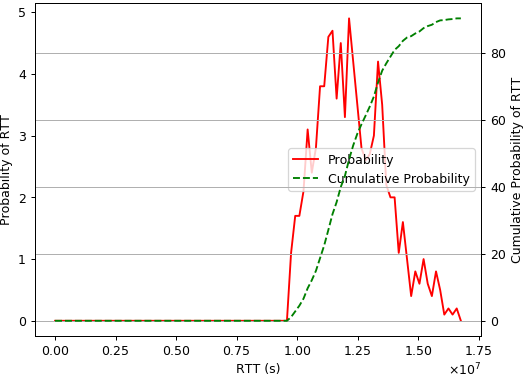 5
4
3
2
1
0
Probability of RTT
80
60
40
20
0
Cumulative Probability of RTT
Probability
Cumulative Probability
0.00 0.25 0.50 0.75 1.00 1.25 1.50 1.75
×10⁷
RTT (s)